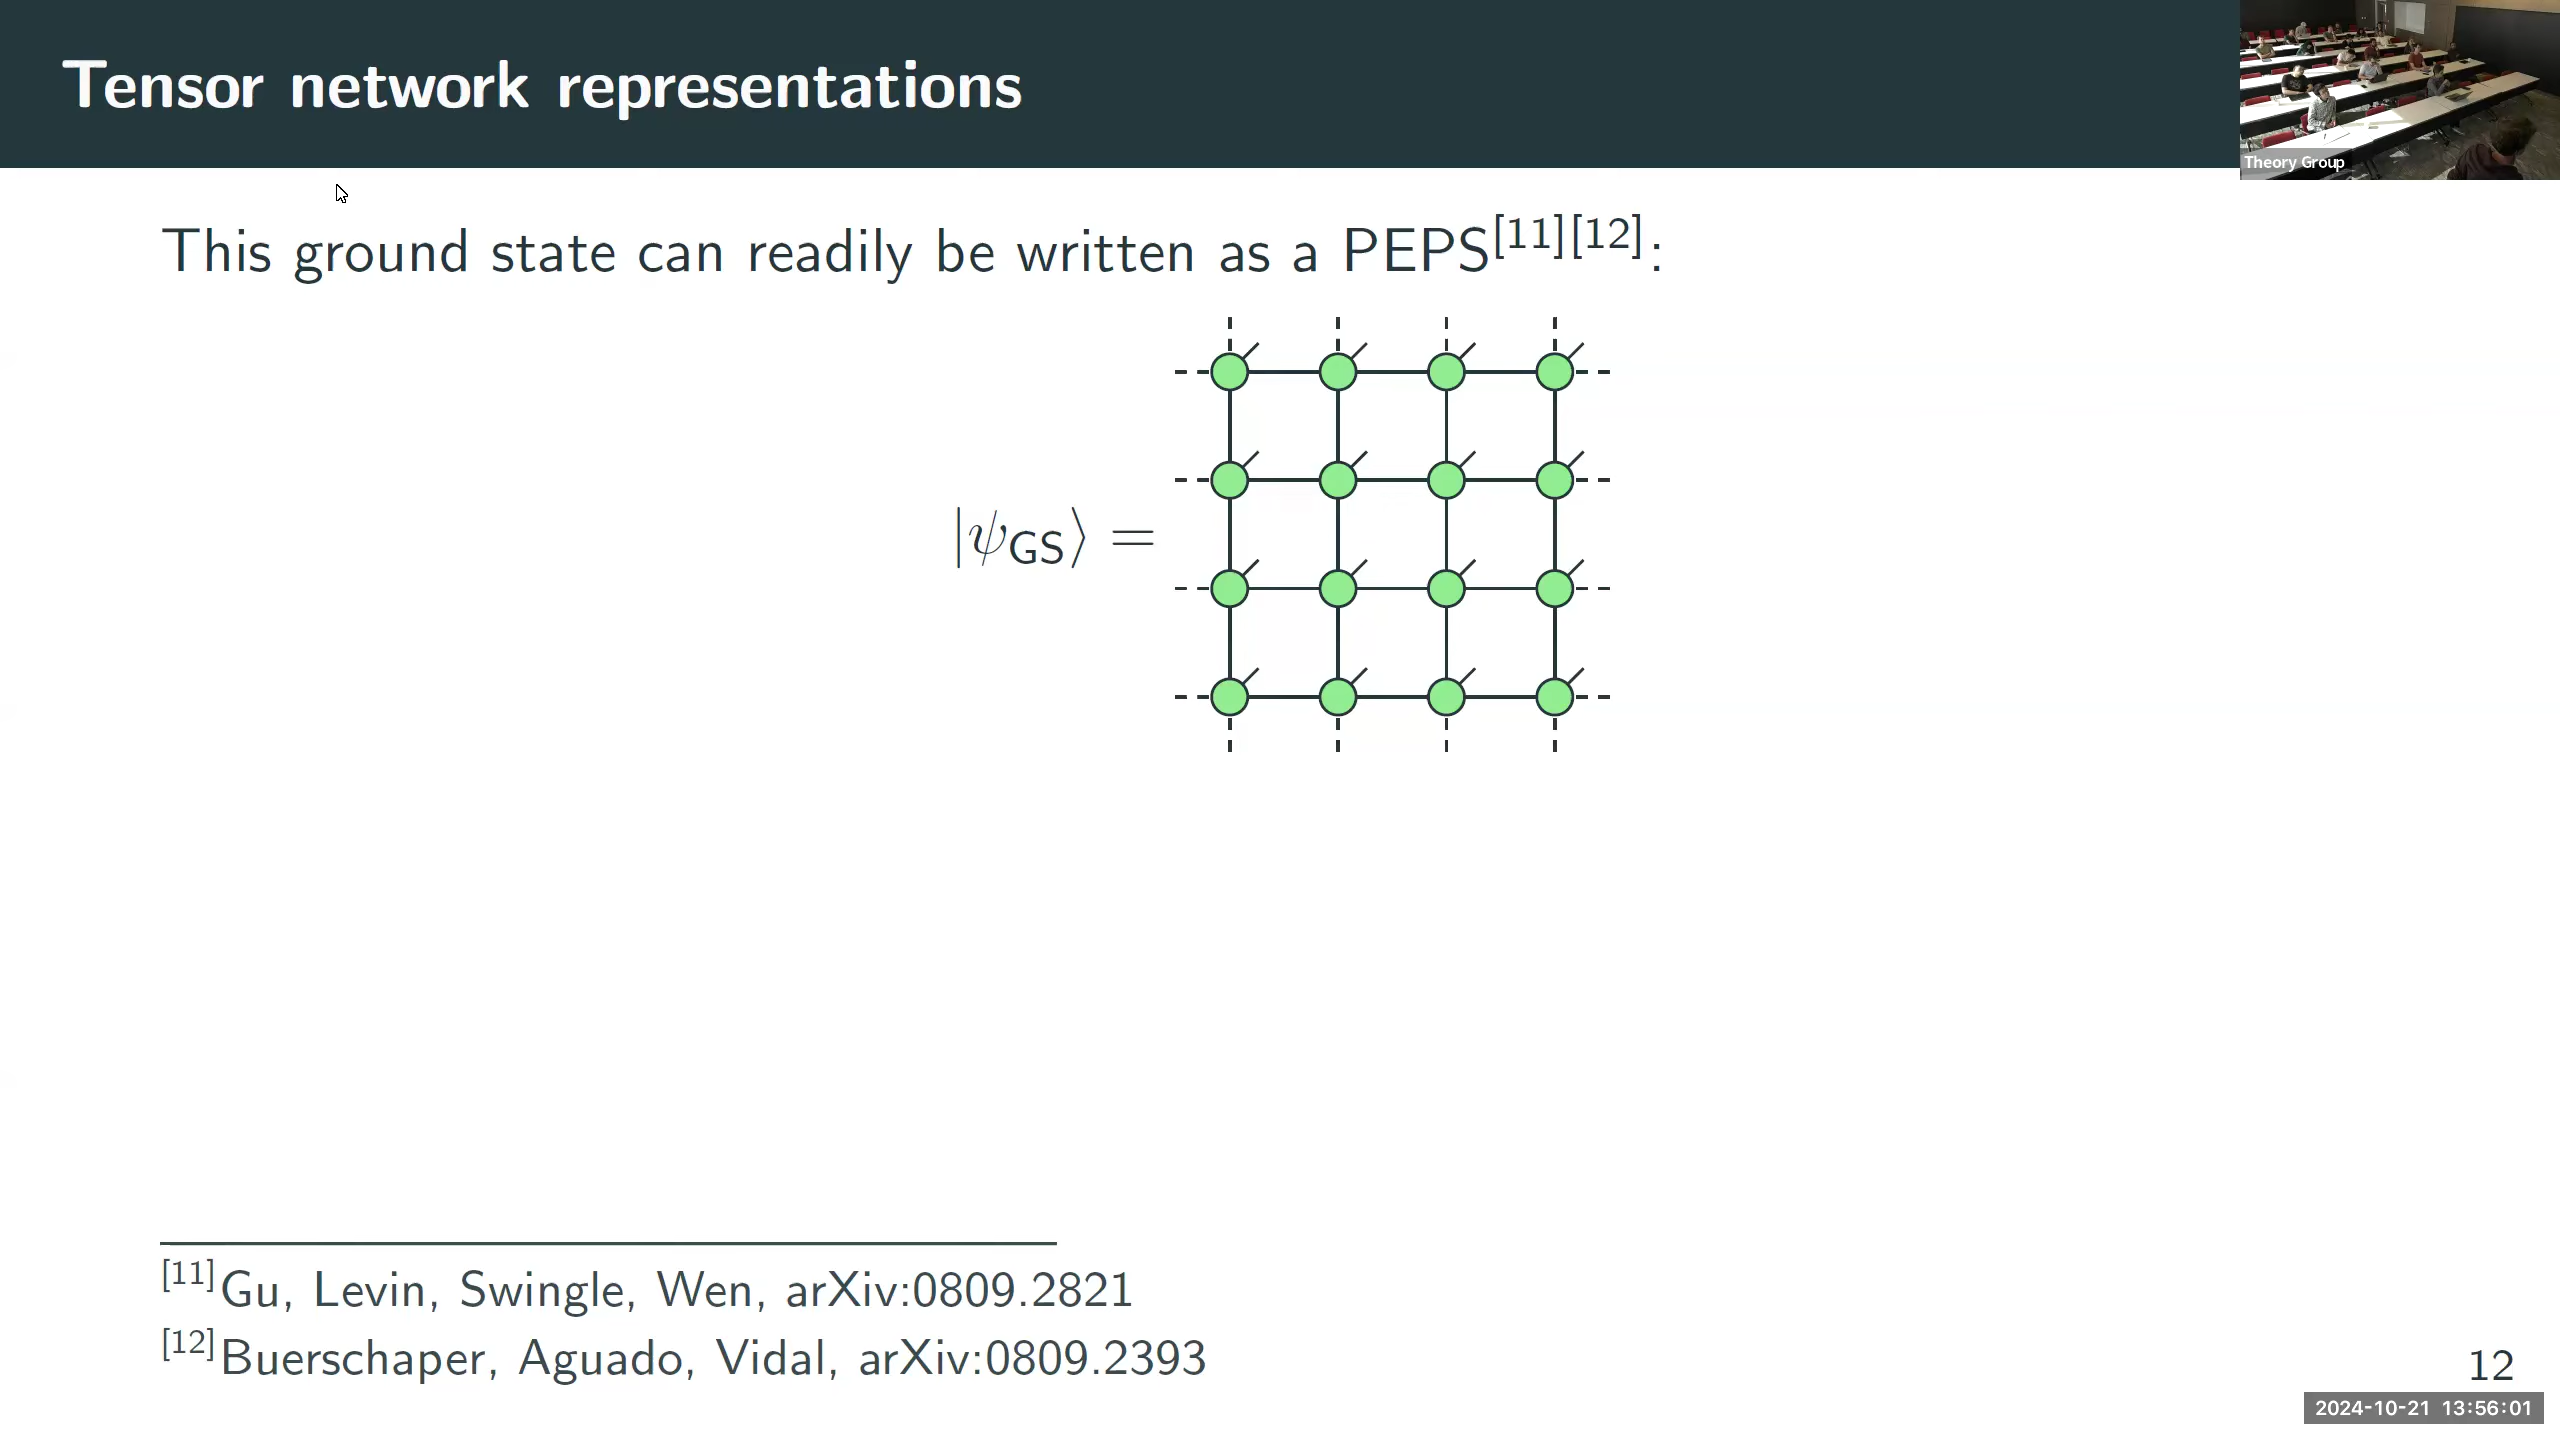 Tensor network representations
Theory Group
This ground state can readily be written as a PEPS[11][12]:
|ψGS⟩ =
[11]Gu, Levin, Swingle, Wen, arXiv:0809.2821
[12]Buerschaper, Aguado, Vidal, arXiv:0809.2393
12
2024-10-21 13:56:01